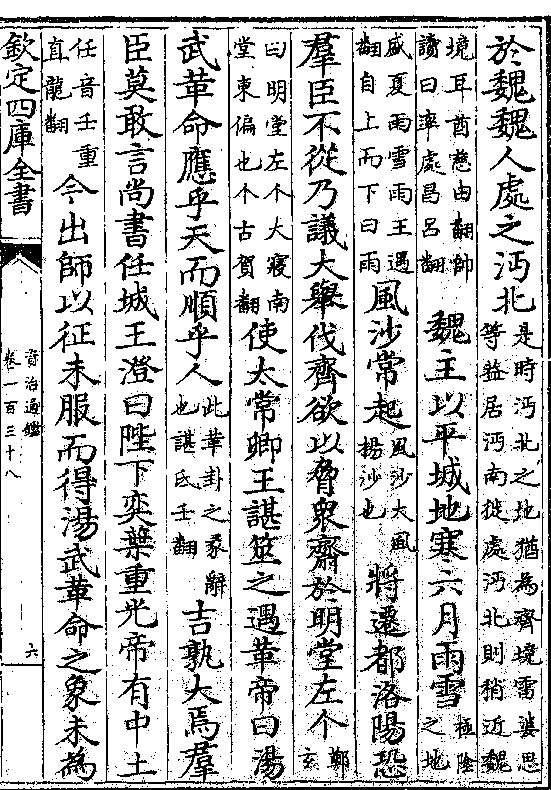 於魏魏人處之沔北是時沔北之地猶為齊境雷婆思等益居沔南徙處沔北則稍近魏
境耳酋慈由翻帥讀曰率處昌呂翻魏主以平城地寒六月雨雪極陰之地
盛夏雨雪雨王遇翻自上而下曰雨風沙常起風沙大風揚沙也將遷都洛陽恐
羣臣不從乃議大舉伐齊欲以脅衆齋於明堂左个鄭玄
曰明堂左个大寢南堂東偏也个古賀翻使太常卿王諶筮之遇革帝曰湯
武革命應乎天而順乎人此革卦之彖辭也諶氏壬翻吉孰大焉羣
臣莫敢言尚書任城王澄曰陛下奕葉重光帝有中土
任音壬重直龍翻今出師以征未服而得湯武革命之象未為
欽定四庫全書
資治通鑑
卷一百三十八
六